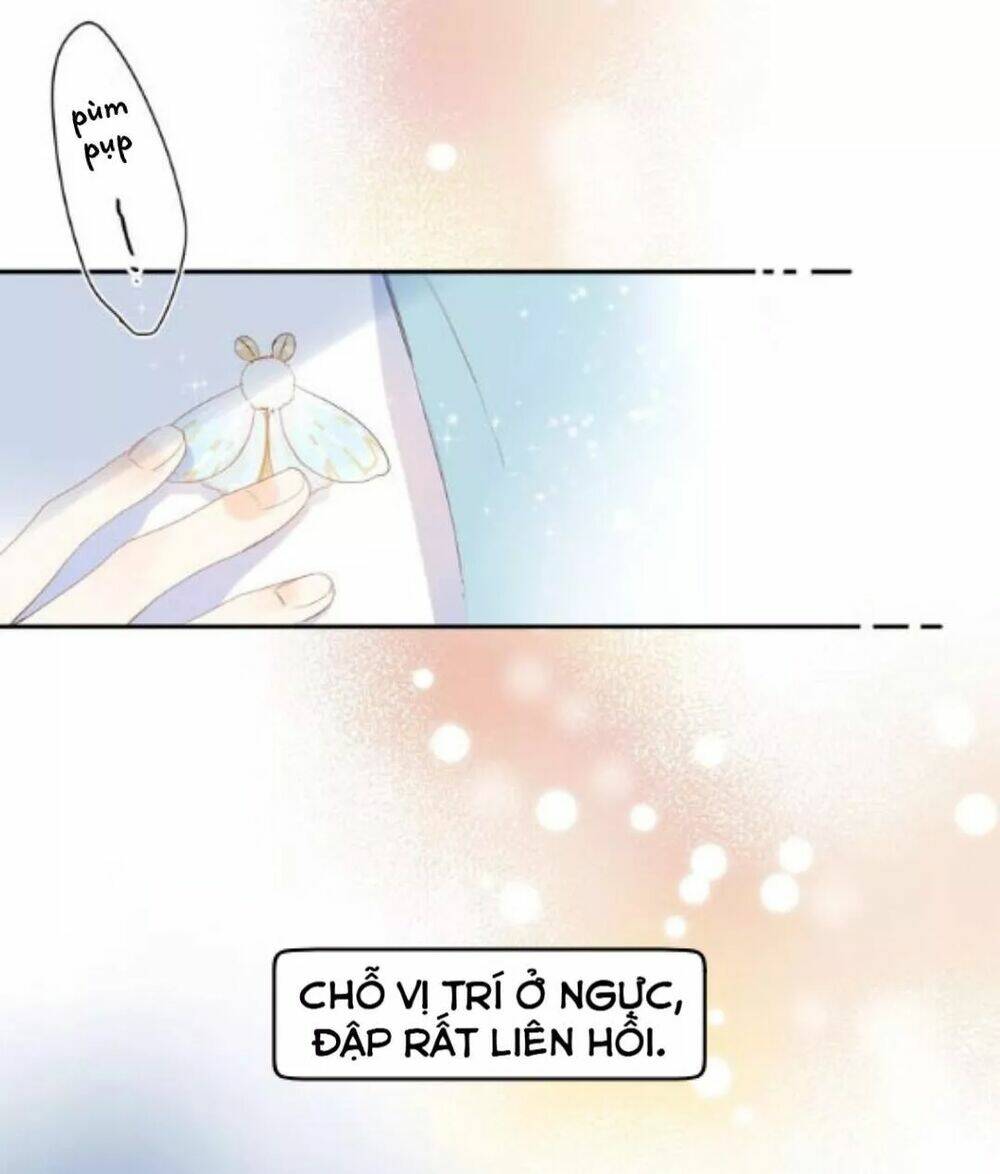 pùm
pụp
CHỖ VỊ TRÍ Ở NGỰC,
ĐẬP RẤT LIÊN HỒI.